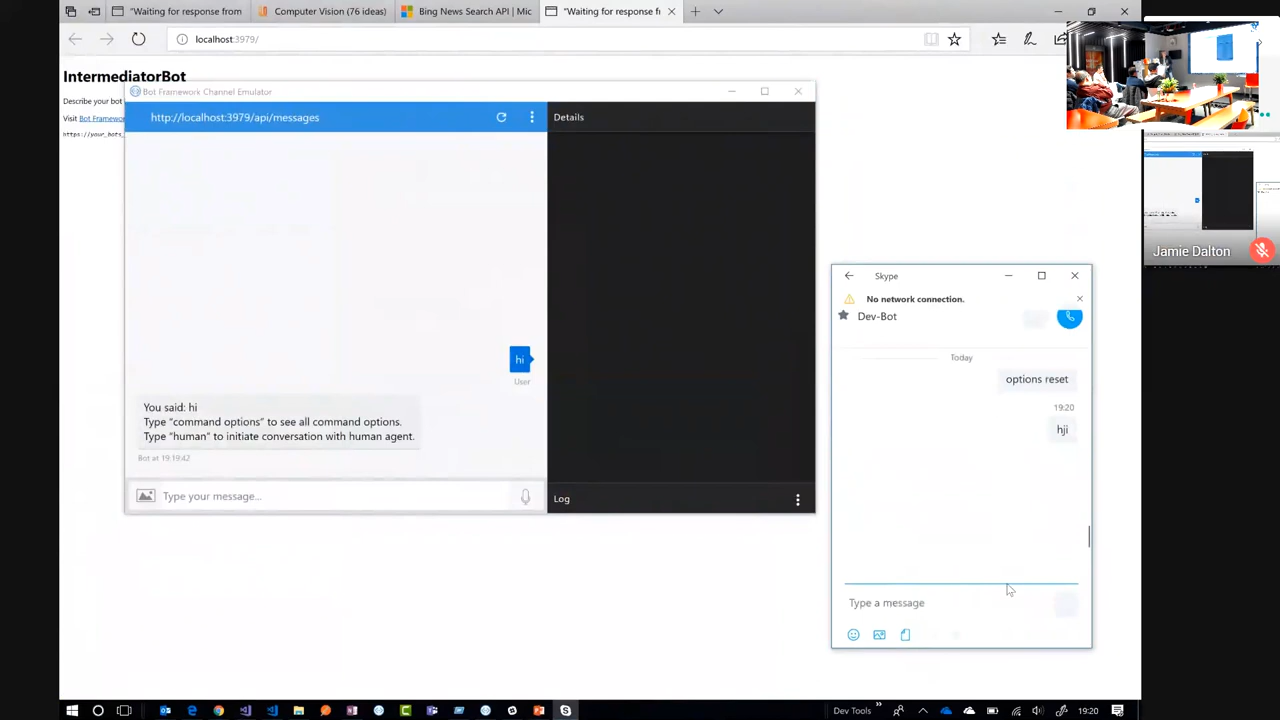 "Waiting for response from
Computer Vision (76 ideas)
Bing News Search API | Mic
"Waiting for response fr
localhost:3979/
IntermediatorBot
Describe your bot
Visit Bot Framewor
https://your_bots_
Bot Framework Channel Emulator
http://localhost:3979/api/messages
Details
hi
User
You said: hi
Type "command options" to see all command options.
Type "human" to initiate conversation with human agent.
Bot at 19:19:42
Type your message...
Log
Skype
No network connection.
Dev-Bot
Today
options reset
19:20
hji
Type a message
Jamie Dalton
Dev Tools
19:20